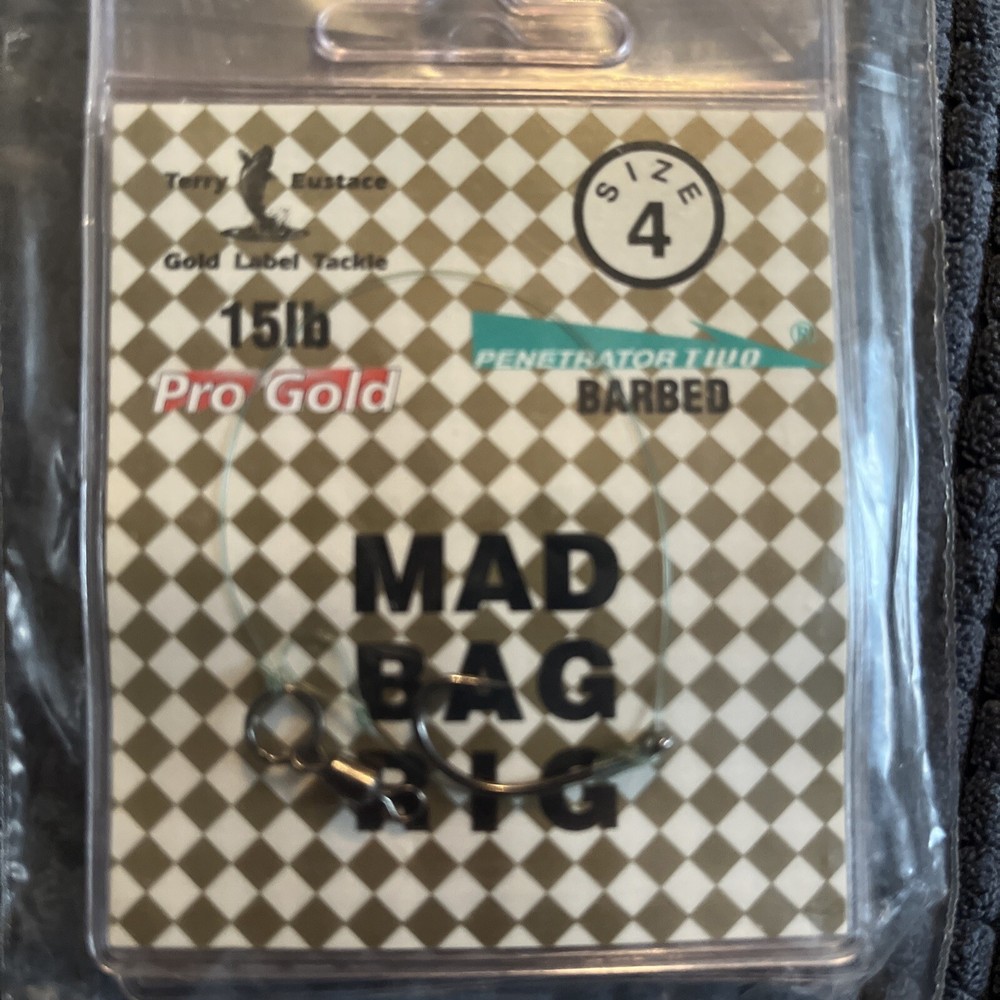 Terry Eustace
Gold Label Tackle
SIZE
4
15lb
Pro Gold
PENETRATOR TWO ®
BARBED
MAD
BAG
RIG